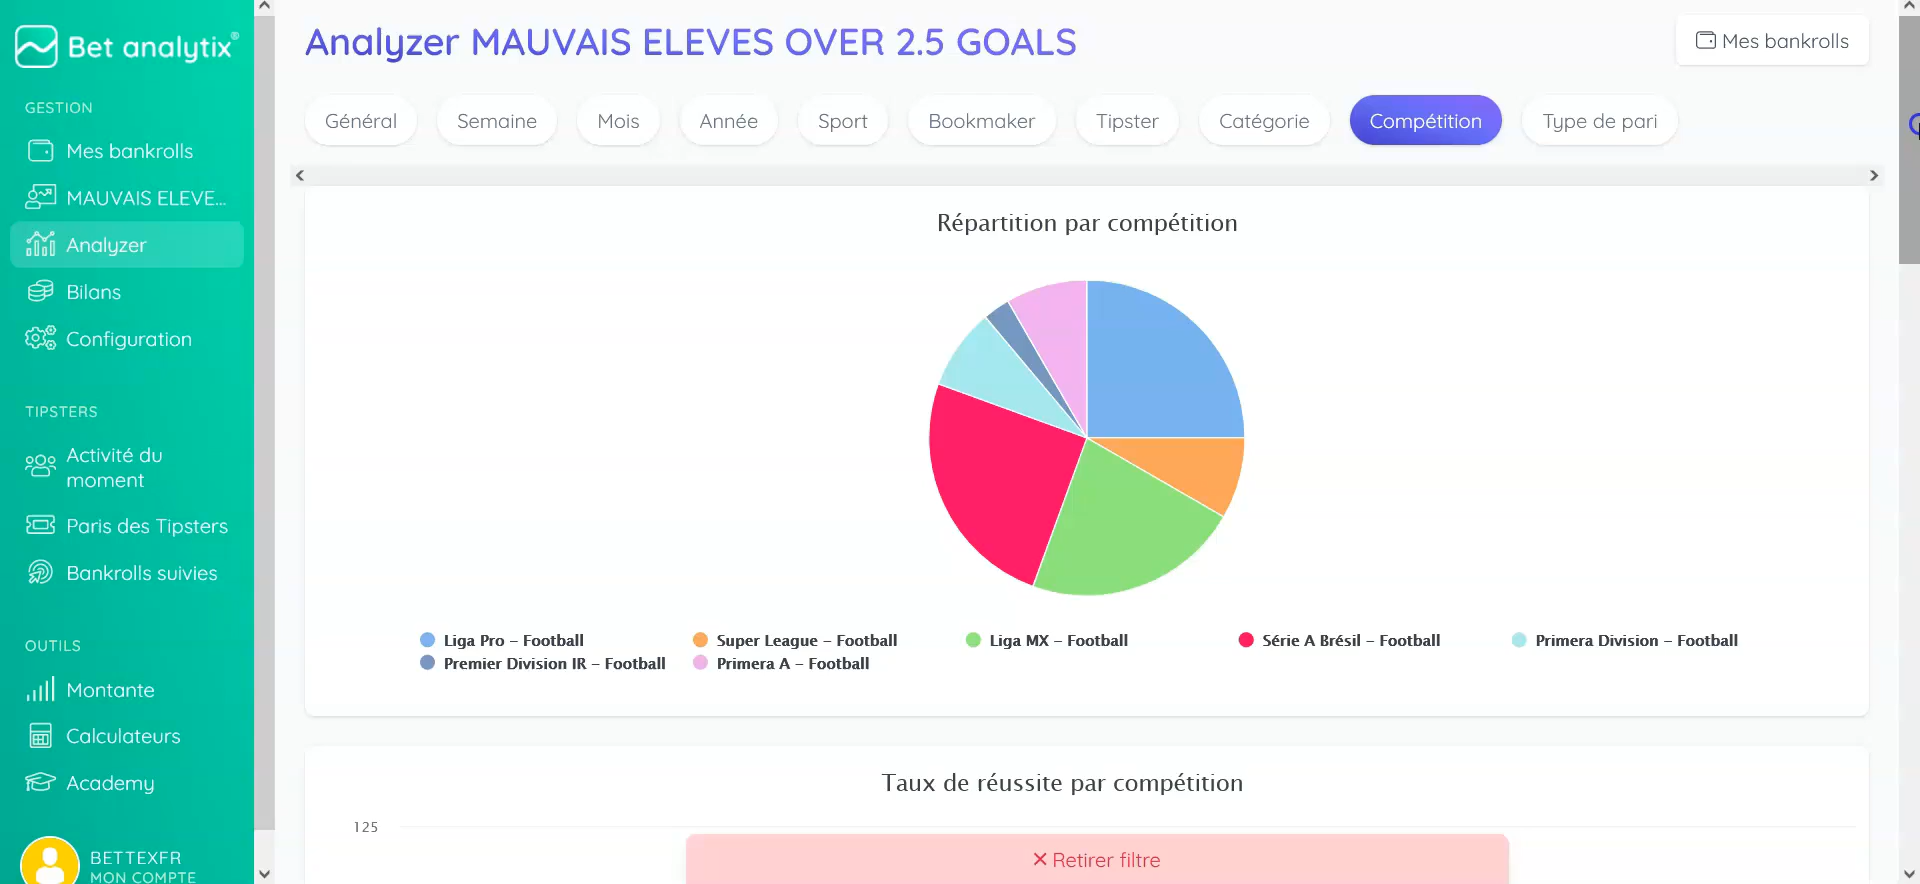 Bet analytix®
GESTION
Mes bankrolls
MAUVAIS ELEVE...
Analyzer
Bilans
Configuration
TIPSTERS
Activité du
moment
Paris des Tipsters
Bankrolls suivies
OUTILS
Montante
Calculateurs
Academy
BETTEXFR
MON COMPTE
Analyzer MAUVAIS ELEVES OVER 2.5 GOALS
Mes bankrolls
Général
Semaine
Mois
Année
Sport
Bookmaker
Tipster
Catégorie
Compétition
Type de pari
Répartition par compétition
Liga Pro – Football
Super League – Football
Liga MX – Football
Série A Brésil – Football
Primera Division – Football
Premier Division IR – Football
Primera A – Football
Taux de réussite par compétition
125
✕ Retirer filtre